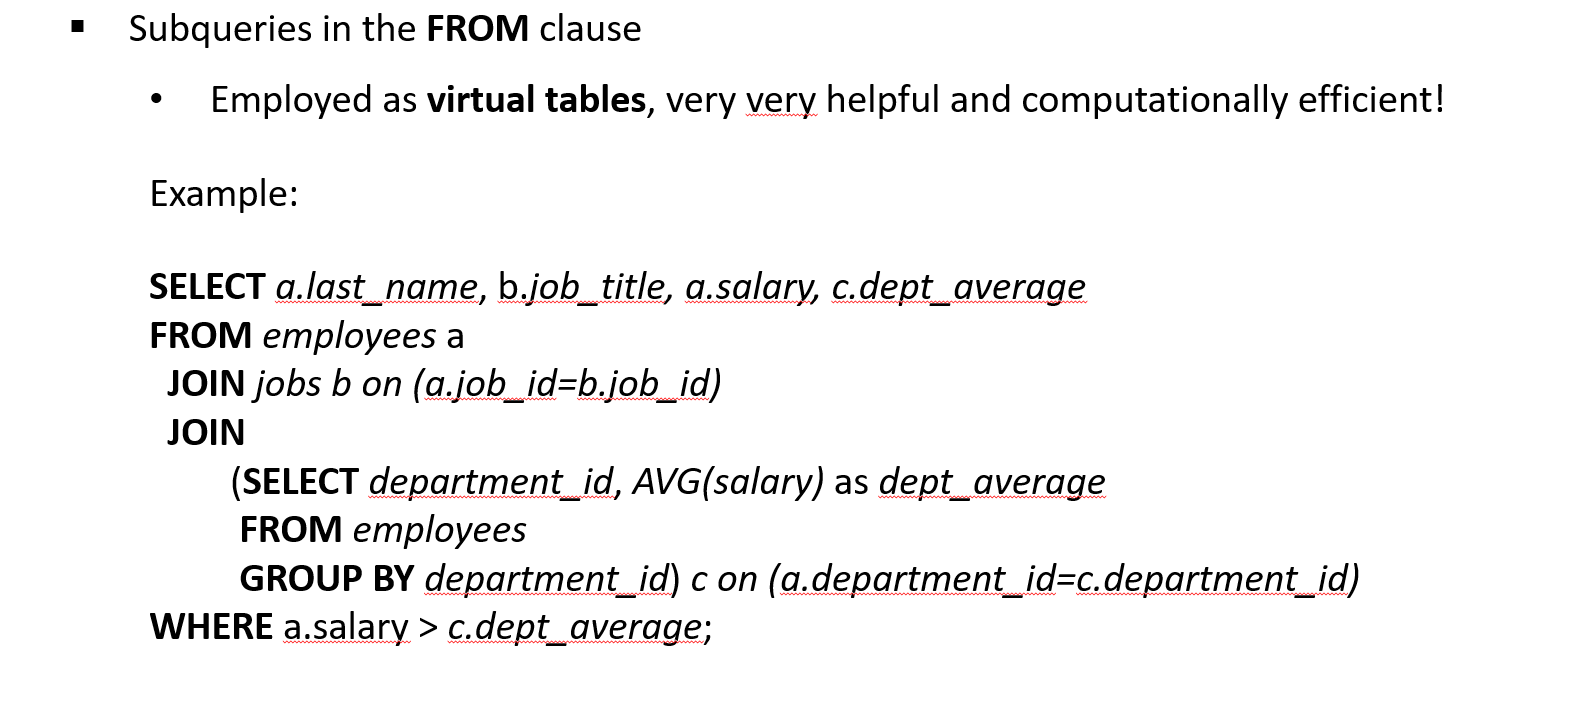 ▪ Subqueries in the FROM clause
• Employed as virtual tables, very very helpful and computationally efficient!
Example:
SELECT a.last_name, b.job_title, a.salary, c.dept_average
FROM employees a
JOIN jobs b on (a.job_id=b.job_id)
JOIN
(SELECT department_id, AVG(salary) as dept_average
FROM employees
GROUP BY department_id) c on (a.department_id=c.department_id)
WHERE a.salary > c.dept_average;